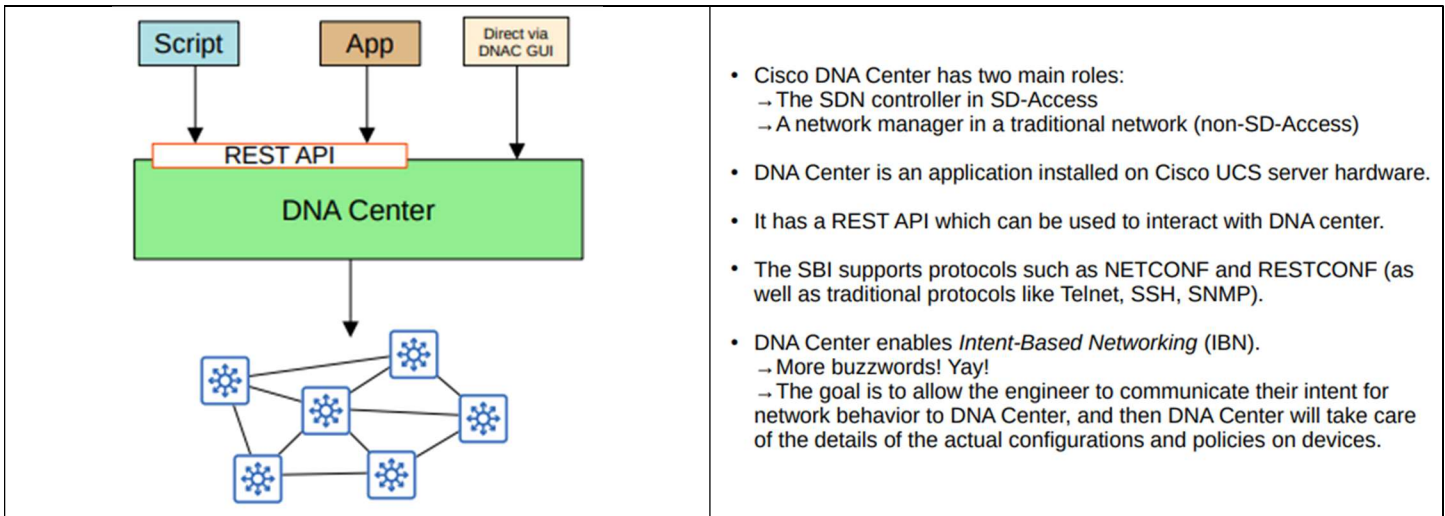 Script
App
Direct via
DNAC GUI
REST API
DNA Center
• Cisco DNA Center has two main roles:
→The SDN controller in SD-Access
→A network manager in a traditional network (non-SD-Access)
• DNA Center is an application installed on Cisco UCS server hardware.
• It has a REST API which can be used to interact with DNA center.
• The SBI supports protocols such as NETCONF and RESTCONF (as
well as traditional protocols like Telnet, SSH, SNMP).
• DNA Center enables Intent-Based Networking (IBN).
→More buzzwords! Yay!
→The goal is to allow the engineer to communicate their intent for
network behavior to DNA Center, and then DNA Center will take care
of the details of the actual configurations and policies on devices.